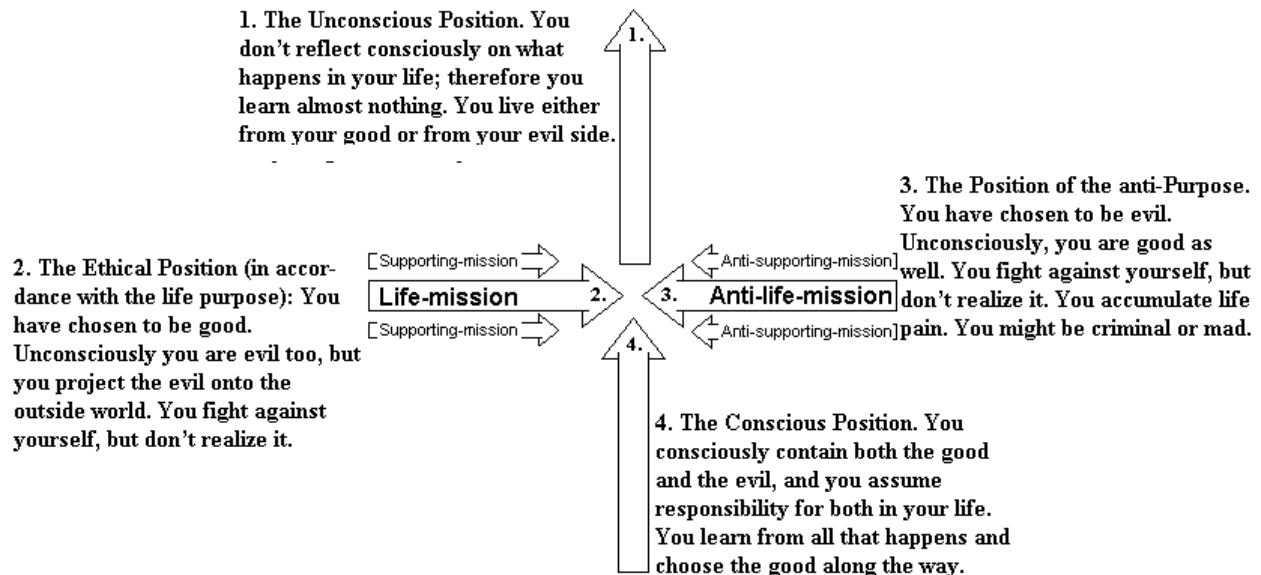 1. The Unconscious Position. You
don't reflect consciously on what
happens in your life; therefore you
learn almost nothing. You live either
from your good or from your evil side.
1.
3. The Position of the anti-Purpose.
You have chosen to be evil.
Unconsciously, you are good as
well. You fight against yourself, but
don't realize it. You accumulate life
pain. You might be criminal or mad.
2. The Ethical Position (in accor-
dance with the life purpose): You
have chosen to be good.
Unconsciously you are evil too, but
you project the evil onto the
outside world. You fight against
yourself, but don't realize it.
Supporting-mission
Life-mission 2.
Supporting-mission
Anti-supporting-mission
3. Anti-life-mission
Anti-supporting-mission
4.
4. The Conscious Position. You
consciously contain both the good
and the evil, and you assume
responsibility for both in your life.
You learn from all that happens and
choose the good along the way.